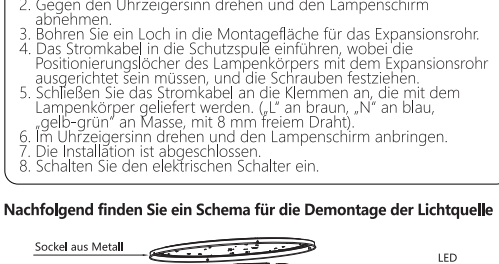 2. Gegen den Uhrzeigersinn drehen und den Lampenschirm
abnehmen.
3. Bohren Sie ein Loch in die Montagefläche für das Expansionsrohr.
4. Das Stromkabel in die Schutzspule einführen, wobei die
Positionierungslöcher des Lampenkörpers mit dem Expansionsrohr
ausgerichtet sein müssen, und die Schrauben festziehen.
5. Schließen Sie das Stromkabel an die Klemmen an, die mit dem
Lampenkörper geliefert werden. („L" an braun, „N" an blau,
„gelb-grün" an Masse, mit 8 mm freiem Draht).
6. Im Uhrzeigersinn drehen und den Lampenschirm anbringen.
7. Die Installation ist abgeschlossen.
8. Schalten Sie den elektrischen Schalter ein.
Nachfolgend finden Sie ein Schema für die Demontage der Lichtquelle
Sockel aus Metall
LED